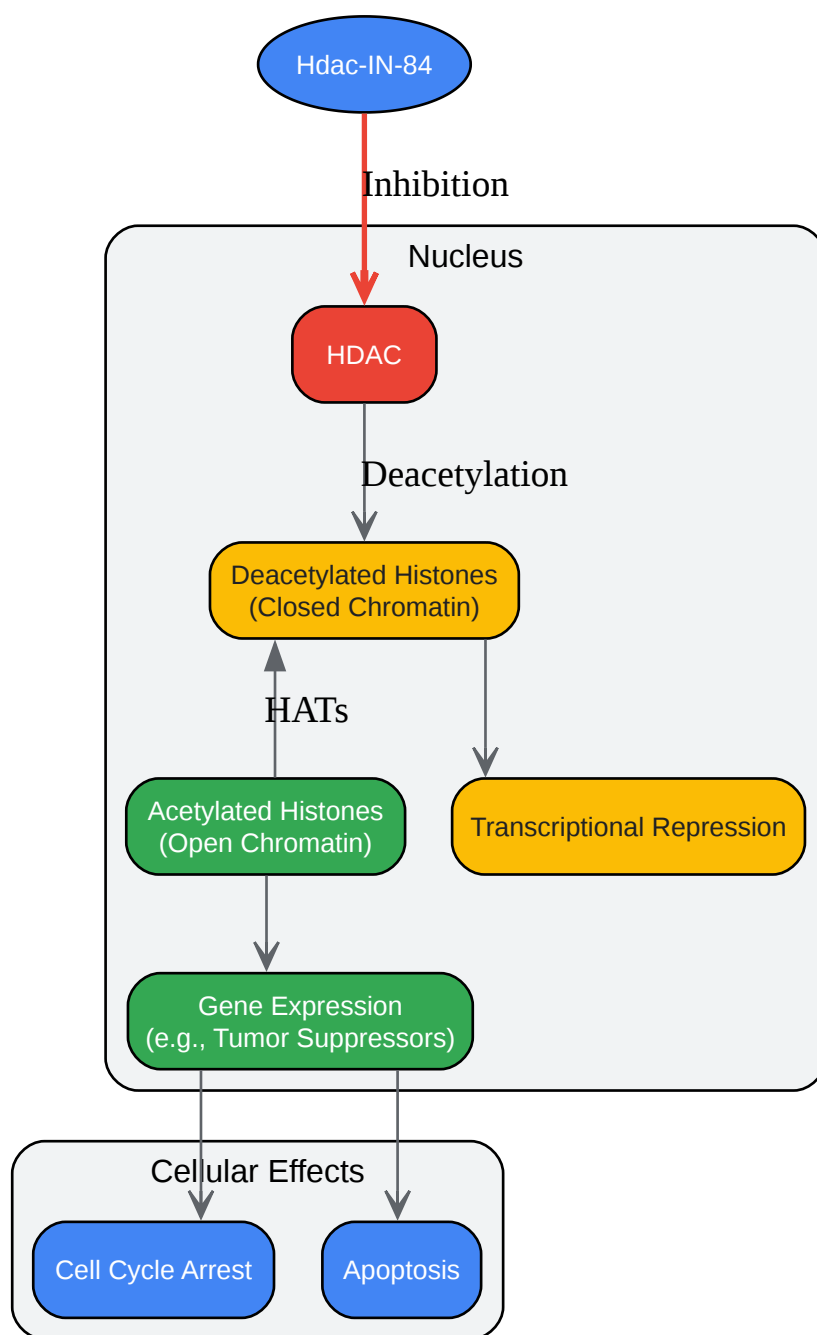 Hdac-IN-84
Inhibition
Nucleus
HDAC
Deacetylation
Deacetylated Histones
(Closed Chromatin)
HATs
Acetylated Histones
(Open Chromatin)
Transcriptional Repression
Gene Expression
(e.g., Tumor Suppressors)
Cellular Effects
Cell Cycle Arrest
Apoptosis